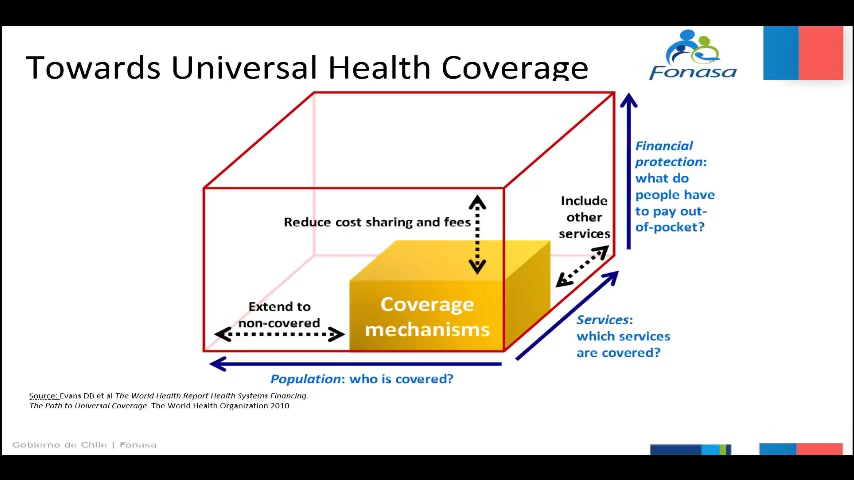 Towards Universal Health Coverage
Fonasa
Financial
protection:
what do
people have
to pay out-
of-pocket?
Include
other
services
Reduce cost sharing and fees
Extend to
non-covered
Coverage
mechanisms
Services:
which services
are covered?
Population: who is covered?
Source: Evans DB et al The World Health Report Health Systems Financing.
The Path to Universal Coverage The World Health Organization 2010
Gobierno de Chile | Fonasa